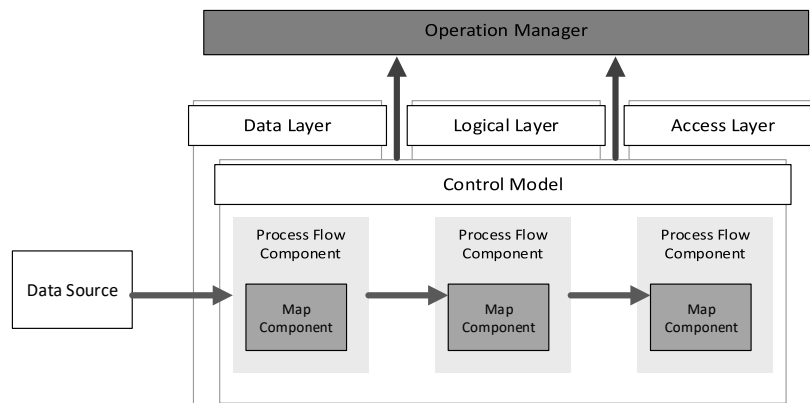 Operation Manager
Data Layer
Logical Layer
Access Layer
Control Model
Process Flow
Component
Process Flow
Component
Process Flow
Component
Data Source
Map
Component
Map
Component
Map
Component